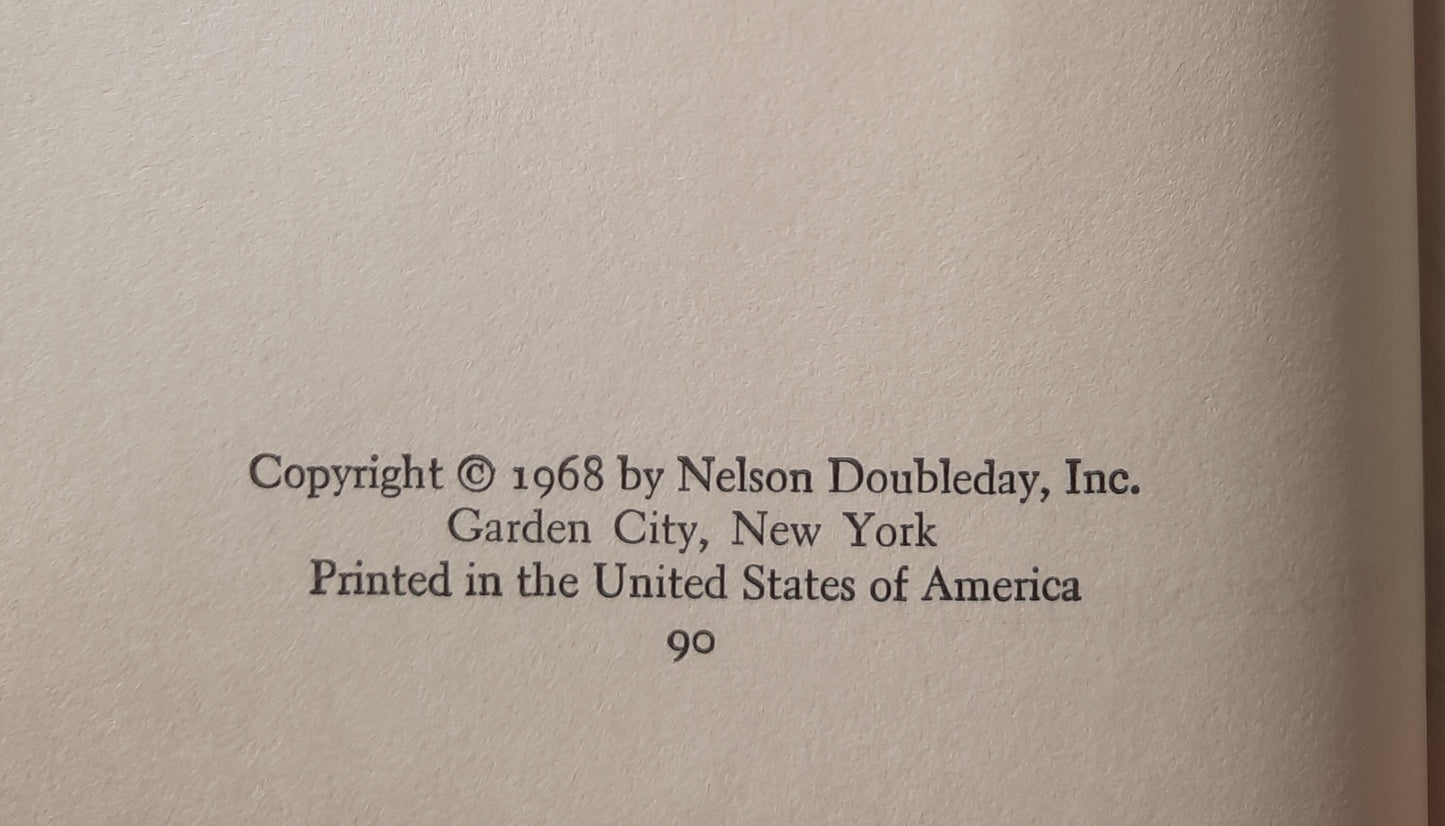 Copyright © 1968 by Nelson Doubleday, Inc.
Garden City, New York
Printed in the United States of America
90